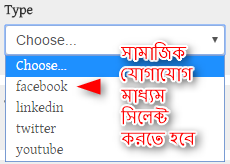 Type
Choose...
Choose...
facebook
linkedin
twitter
youtube
সামাজিক
যোগাযোগ
মাধ্যম
সিলেক্ট
করতে হবে